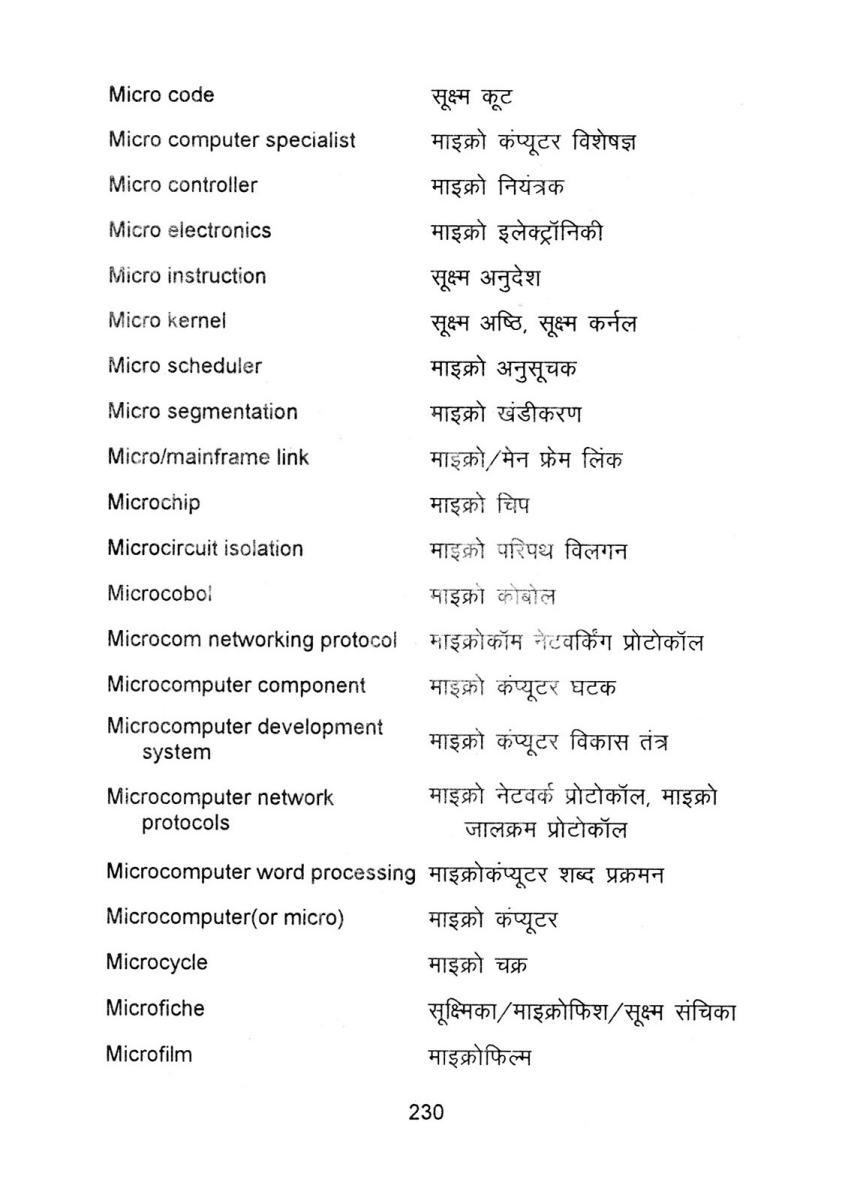 Micro code सूक्ष्म कूट
Micro computer specialist माइक्रो कंप्यूटर विशेषज्ञ
Micro controller माइक्रो नियंत्रक
Micro electronics माइक्रो इलेक्ट्रॉनिकी
Micro instruction सूक्ष्म अनुदेश
Micro kernel सूक्ष्म अष्ठि, सूक्ष्म कर्नल
Micro scheduler माइक्रो अनुसूचक
Micro segmentation माइक्रो खंडीकरण
Micro/mainframe link माइक्रो/मेन फ्रेम लिंक
Microchip माइक्रो चिप
Microcircuit isolation माइक्रो परिपथ विलगन
Microcobol माइक्रो कोबोल
Microcom networking protocol माइक्रोकॉम नेटवर्किंग प्रोटोकॉल
Microcomputer component माइक्रो कंप्यूटर घटक
Microcomputer development
system माइक्रो कंप्यूटर विकास तंत्र
Microcomputer network माइक्रो नेटवर्क प्रोटोकॉल, माइक्रो
protocols जालक्रम प्रोटोकॉल
Microcomputer word processing माइक्रोकंप्यूटर शब्द प्रक्रमन
Microcomputer(or micro) माइक्रो कंप्यूटर
Microcycle माइक्रो चक्र
Microfiche सूक्ष्मिका/माइक्रोफिश/सूक्ष्म संचिका
Microfilm माइक्रोफिल्म
230